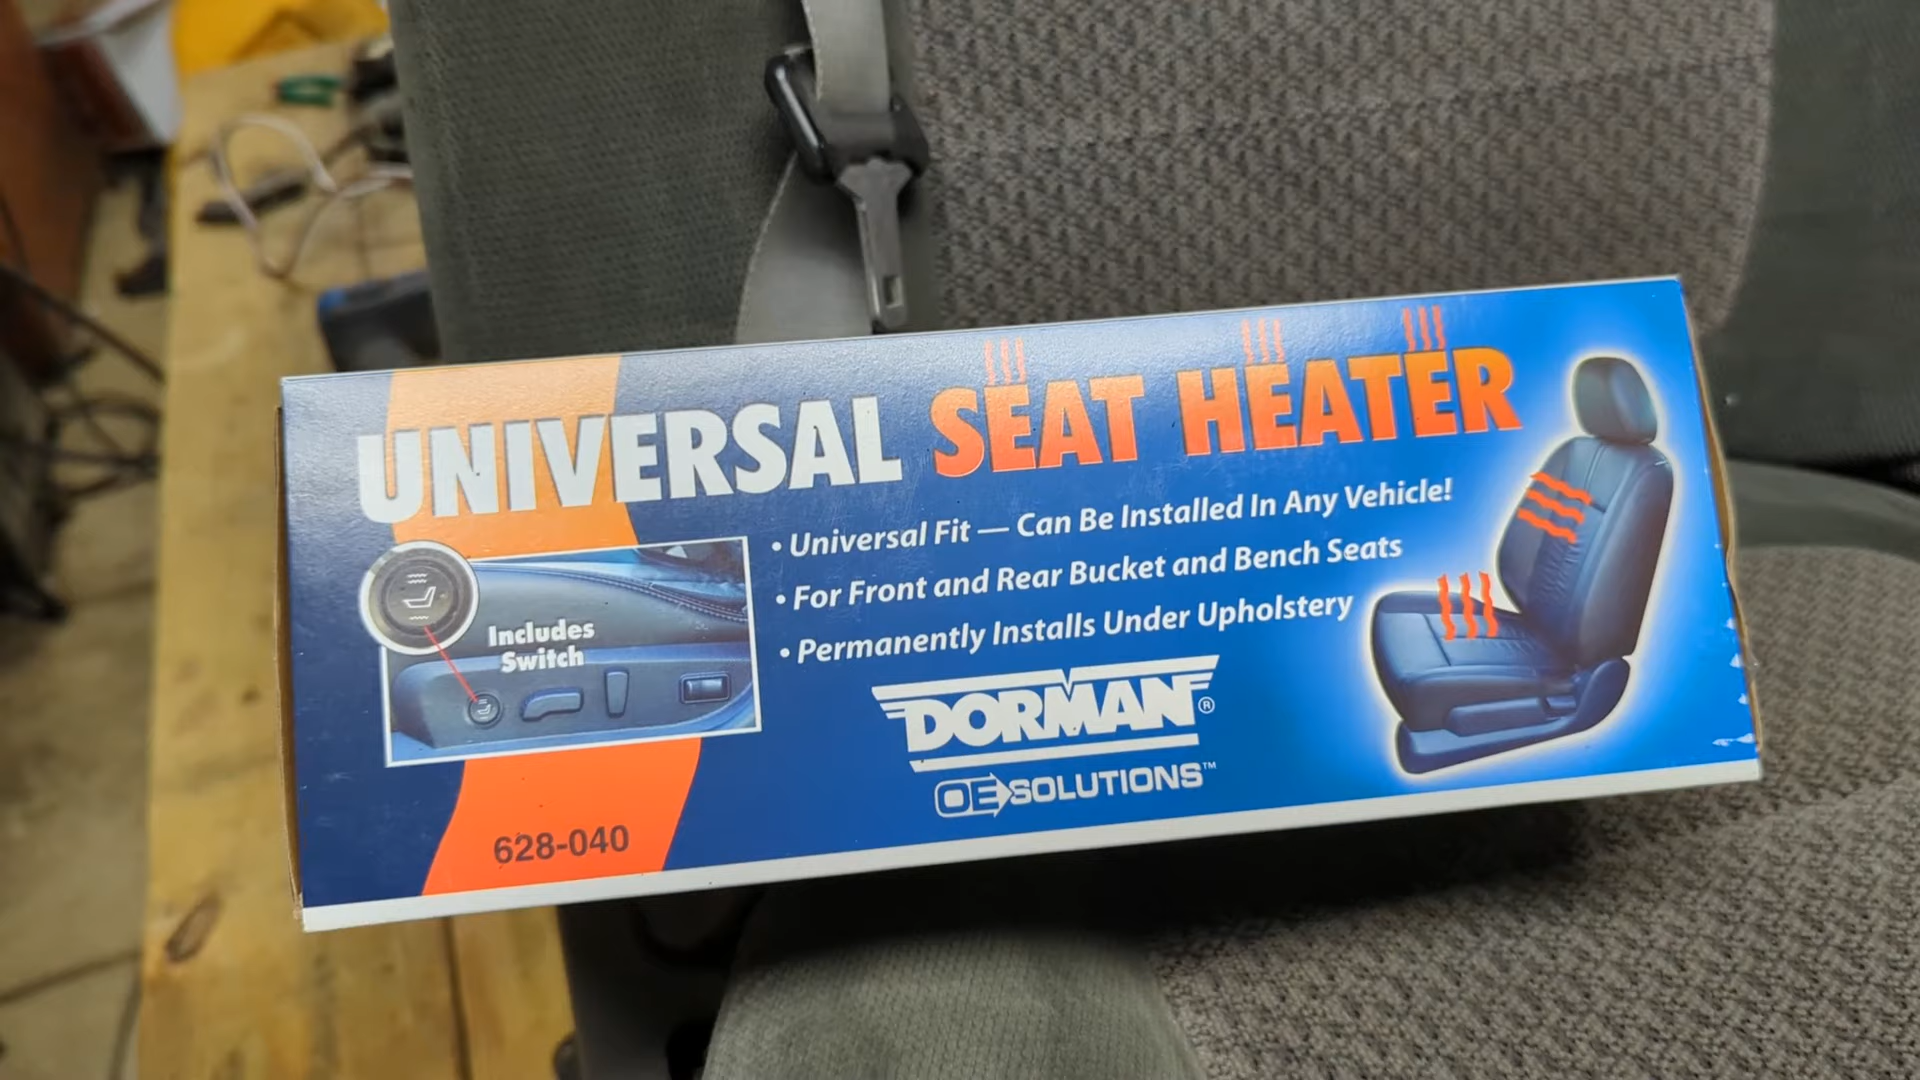 UNIVERSAL SEAT HEATER
• Universal Fit — Can Be Installed In Any Vehicle!
• For Front and Rear Bucket and Bench Seats
• Permanently Installs Under Upholstery
Includes
Switch
DORMAN®
OE SOLUTIONS™
628-040